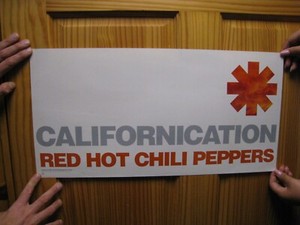 CALIFORNICATION
RED HOT CHILI PEPPERS